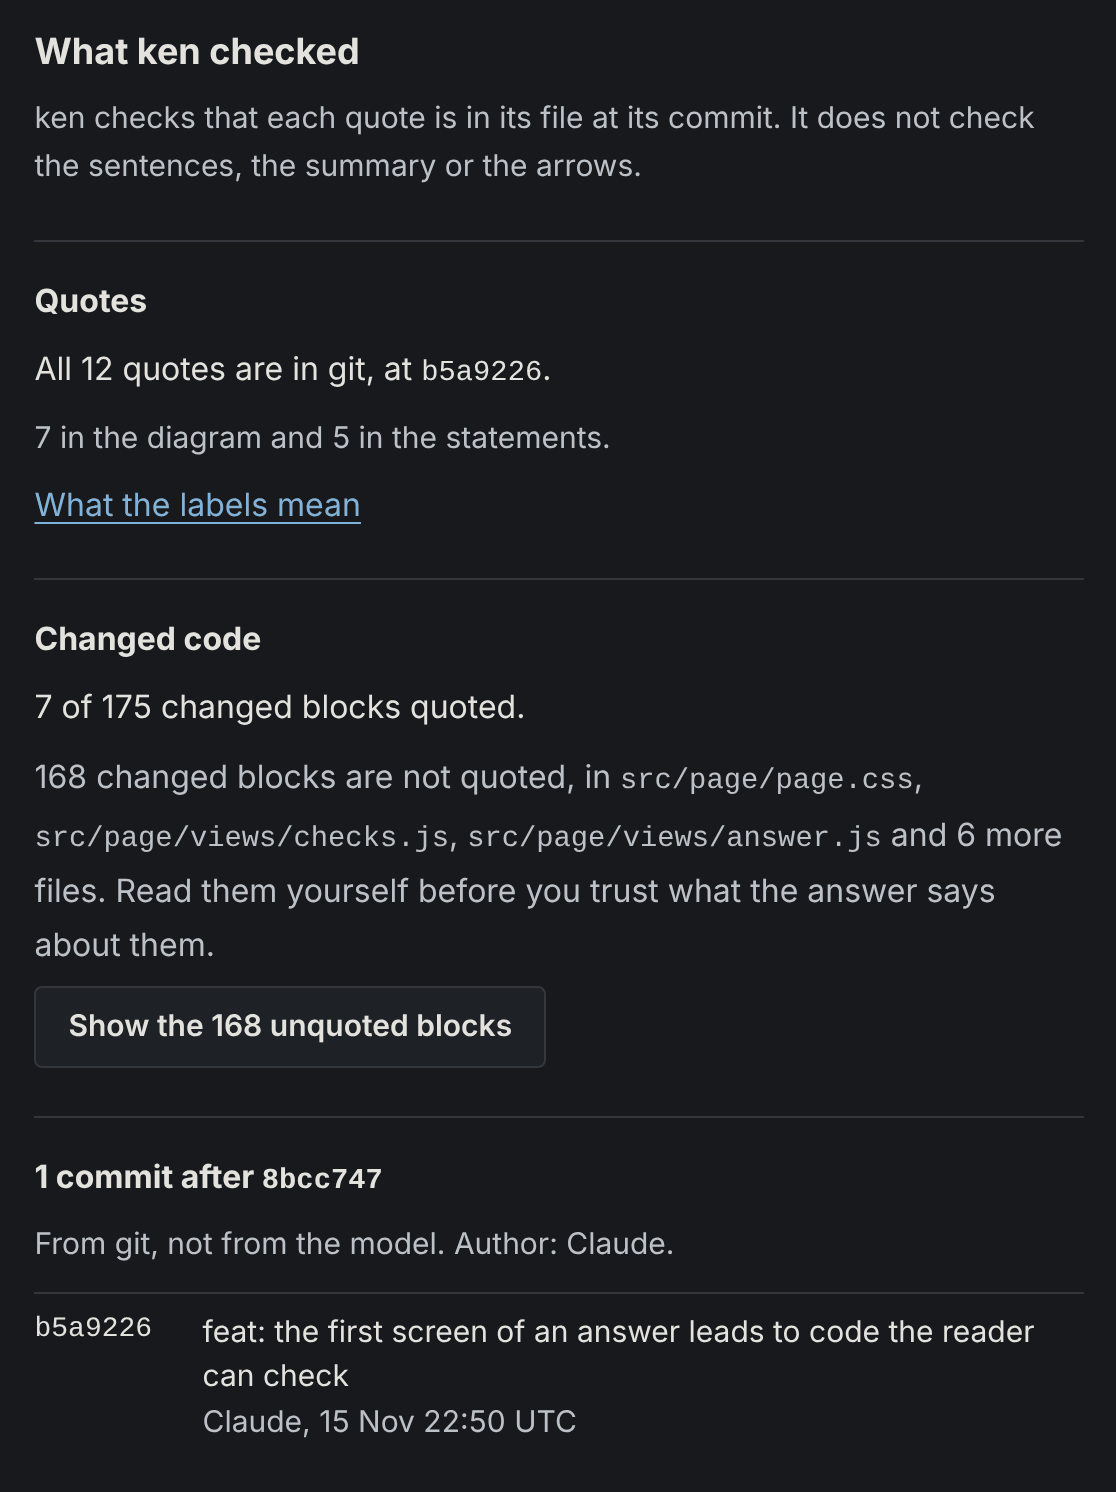 What ken checked
ken checks that each quote is in its file at its commit. It does not check
the sentences, the summary or the arrows.
Quotes
All 12 quotes are in git, at b5a9226.
7 in the diagram and 5 in the statements.
What the labels mean
Changed code
7 of 175 changed blocks quoted.
168 changed blocks are not quoted, in src/page/page.css,
src/page/views/checks.js, src/page/views/answer.js and 6 more
files. Read them yourself before you trust what the answer says
about them.
Show the 168 unquoted blocks
1 commit after 8bcc747
From git, not from the model. Author: Claude.
b5a9226 feat: the first screen of an answer leads to code the reader
can check
Claude, 15 Nov 22:50 UTC